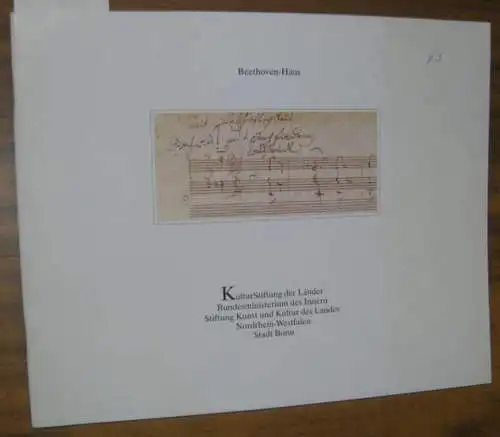 Beethoven-Haus
KulturStiftung der Länder
Bundesministerium des Innern
Stiftung Kunst und Kultur des Landes
Nordrhein-Westfalen
Stadt Bonn